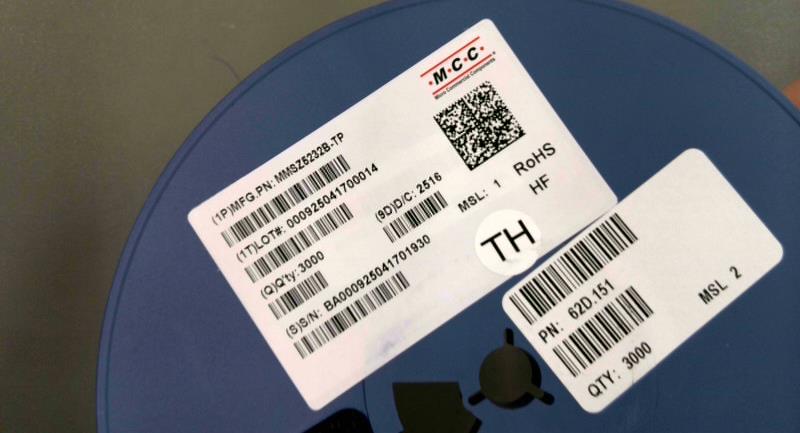 ·M·C·C·
Micro Commercial Components
(1P)MFG.PN: MMSZ5232B-TP
(1T)LOT#: 000925041700014
(Q)Q'ty: 3000
(9D)D/C: 2516
MSL: 1
RoHS
HF
(S)S/N: BA000925041701930
TH
PN: 62D.151
QTY: 3000
MSL 2